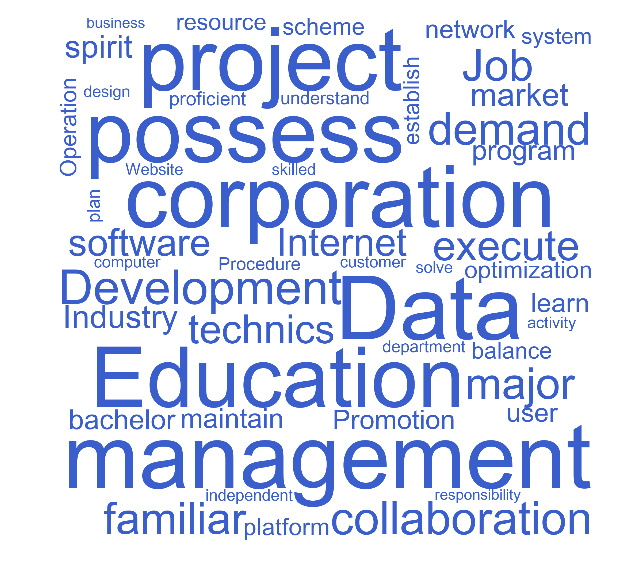 business
resource
scheme
network
system
spirit
project
Job
design
proficient
understand
establish
market
Operation
possess
demand
program
Website
skilled
plan
corporation
software
Internet
execute
computer
Procedure
customer
solve
optimization
Development
Data
learn
Industry
technics
activity
department
balance
Education
major
bachelor
maintain
Promotion
user
management
independent
responsibility
familiar
platform
collaboration